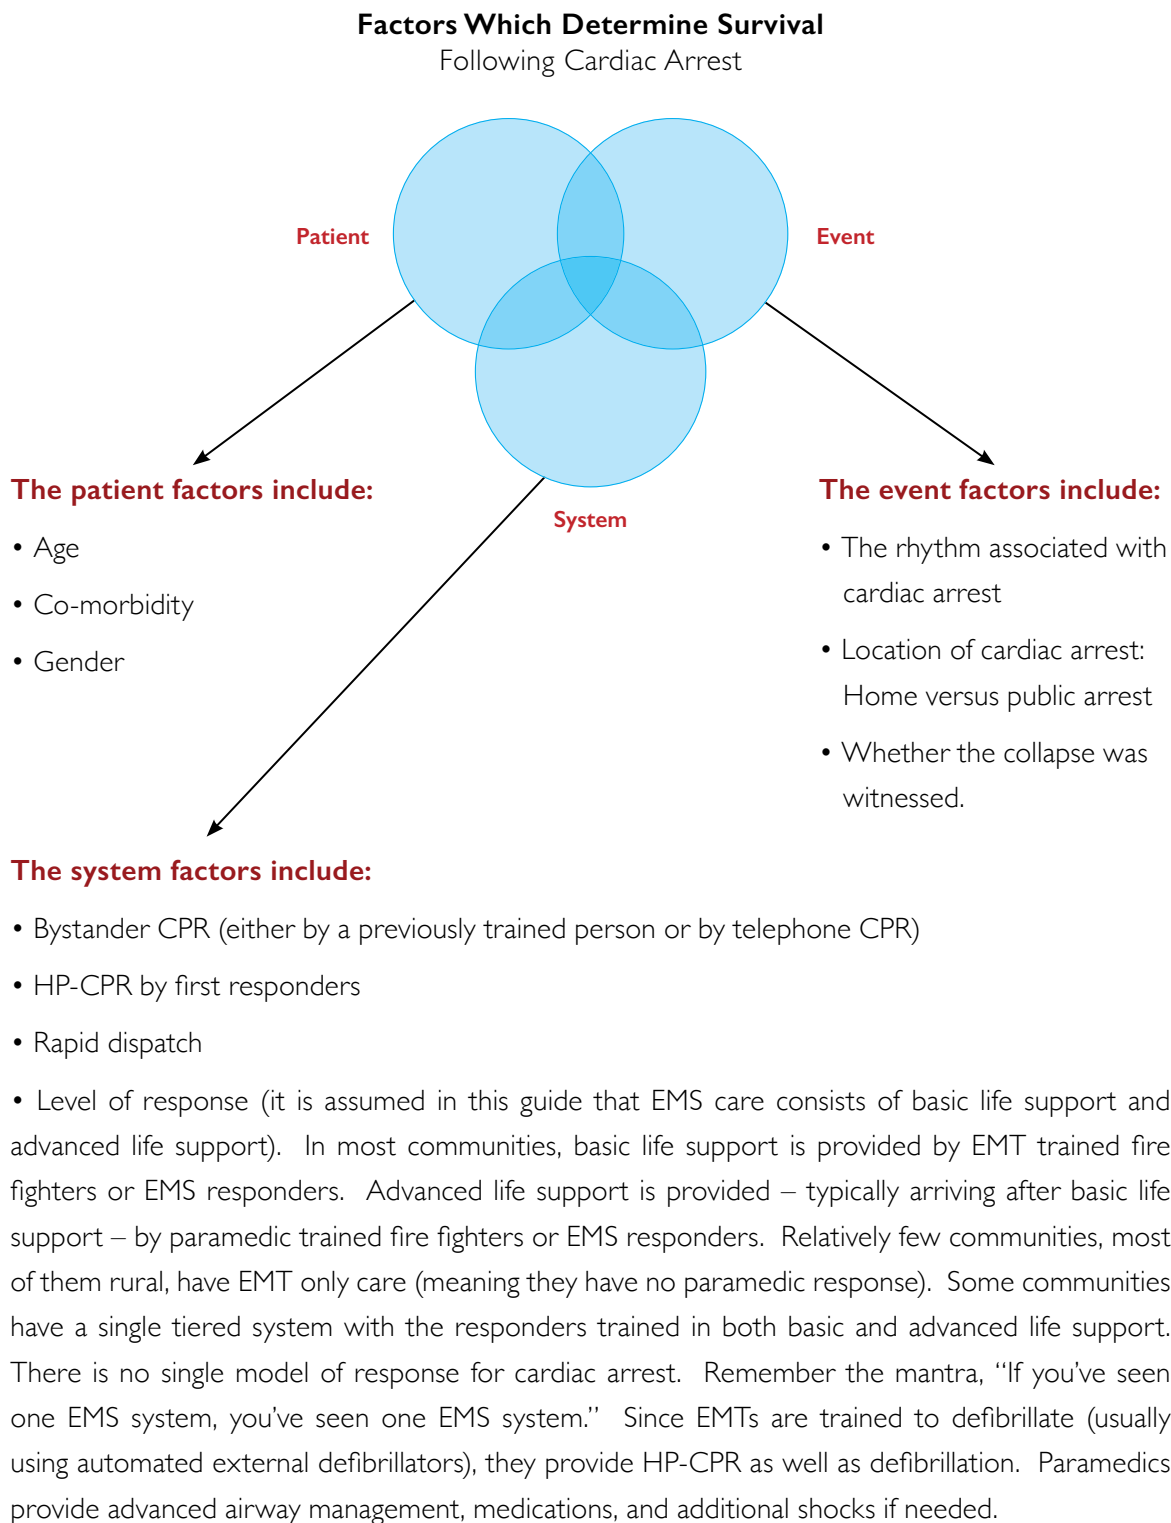 Factors Which Determine Survival
Following Cardiac Arrest
Patient
Event
System
The patient factors include:
• Age
• Co-morbidity
• Gender
The event factors include:
• The rhythm associated with
cardiac arrest
• Location of cardiac arrest:
Home versus public arrest
• Whether the collapse was
witnessed.
The system factors include:
• Bystander CPR (either by a previously trained person or by telephone CPR)
• HP-CPR by first responders
• Rapid dispatch
• Level of response (it is assumed in this guide that EMS care consists of basic life support and
advanced life support).  In most communities, basic life support is provided by EMT trained fire
fighters or EMS responders.  Advanced life support is provided – typically arriving after basic life
support – by paramedic trained fire fighters or EMS responders.  Relatively few communities, most
of them rural, have EMT only care (meaning they have no paramedic response).  Some communities
have a single tiered system with the responders trained in both basic and advanced life support.
There is no single model of response for cardiac arrest.  Remember the mantra, “If you’ve seen
one EMS system, you’ve seen one EMS system.”  Since EMTs are trained to defibrillate (usually
using automated external defibrillators), they provide HP-CPR as well as defibrillation.  Paramedics
provide advanced airway management, medications, and additional shocks if needed.